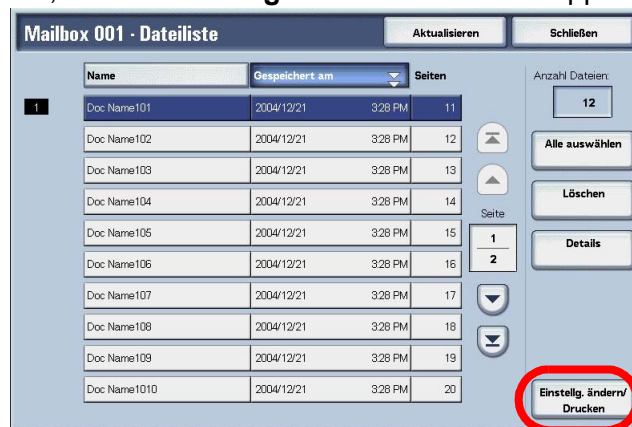 Mailbox 001 - Dateiliste Aktualisieren Schließen
Name Gespeichert am Seiten Anzahl Dateien:
12
1 Doc Name101 2004/12/21 3:28 PM 11
Doc Name102 2004/12/21 3:28 PM 12 Alle auswählen
Doc Name103 2004/12/21 3:28 PM 13
Doc Name104 2004/12/21 3:28 PM 14 Löschen
Seite
Doc Name105 2004/12/21 3:28 PM 15 1 Details
Doc Name106 2004/12/21 3:28 PM 16 2
Doc Name107 2004/12/21 3:28 PM 17
Doc Name108 2004/12/21 3:28 PM 18
Doc Name109 2004/12/21 3:28 PM 19
Doc Name1010 2004/12/21 3:28 PM 20 Einstellg. ändern/
Drucken